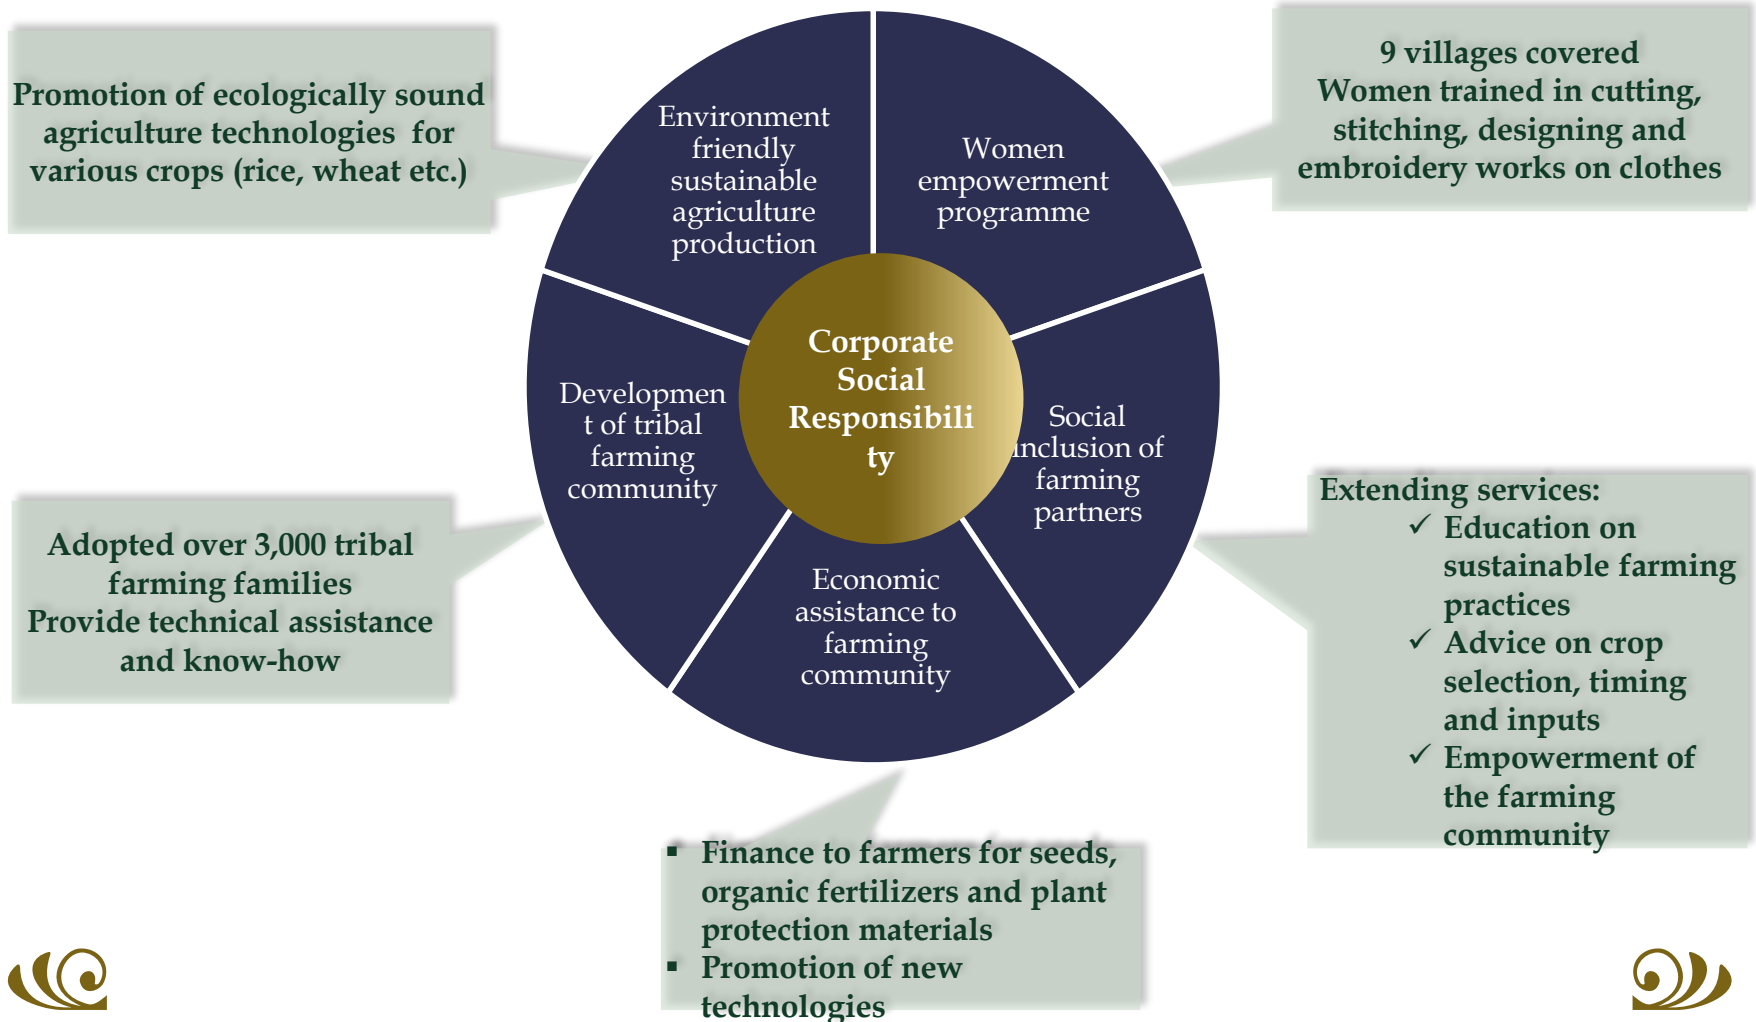 Promotion of ecologically sound
agriculture technologies for
various crops (rice, wheat etc.)
Environment
friendly
sustainable
agriculture
production
Women
empowerment
programme
9 villages covered
Women trained in cutting,
stitching, designing and
embroidery works on clothes
Corporate
Social
Responsibili
ty
Developmen
t of tribal
farming
community
Social
inclusion of
farming
partners
Adopted over 3,000 tribal
farming families
Provide technical assistance
and know-how
Economic
assistance to
farming
community
Extending services:
✓ Education on
sustainable farming
practices
✓ Advice on crop
selection, timing
and inputs
✓ Empowerment of
the farming
community
▪ Finance to farmers for seeds,
organic fertilizers and plant
protection materials
▪ Promotion of new
technologies